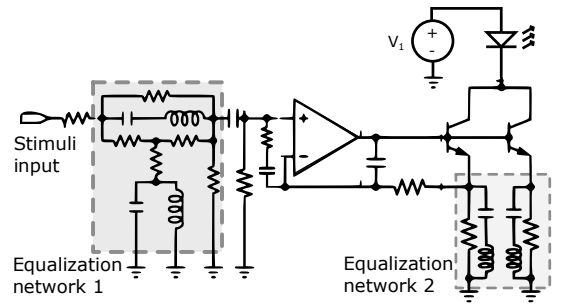 V1
Stimuli
input
Equalization
network 1
Equalization
network 2
+
-
+
-